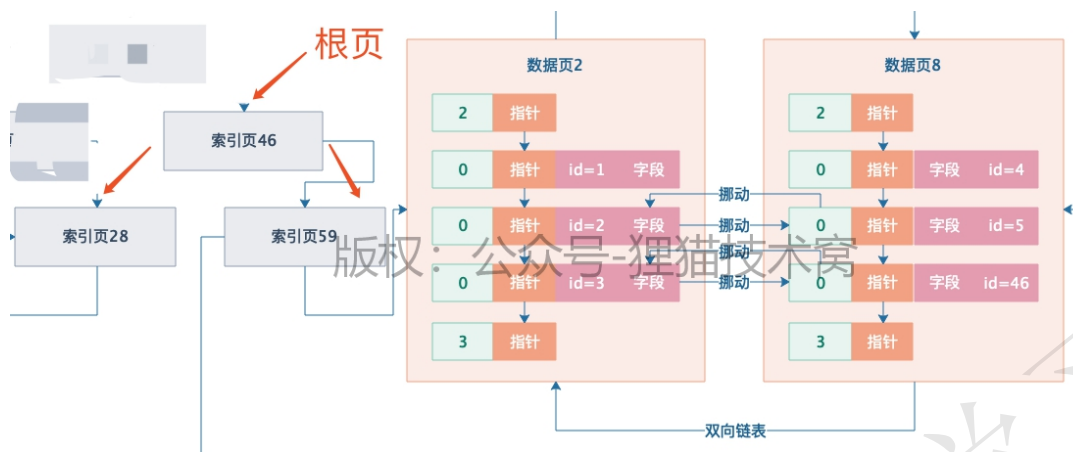 根页
索引页46
索引页28
索引页59
数据页2
2 指针
0 指针 id=1 字段
0 指针 id=2 字段
0 指针 id=3 字段
3 指针
挪动
挪动
挪动
挪动
数据页8
2 指针
0 指针 字段 id=4
0 指针 字段 id=5
0 指针 字段 id=46
3 指针
双向链表
版权：公众号-狸猫技术窝